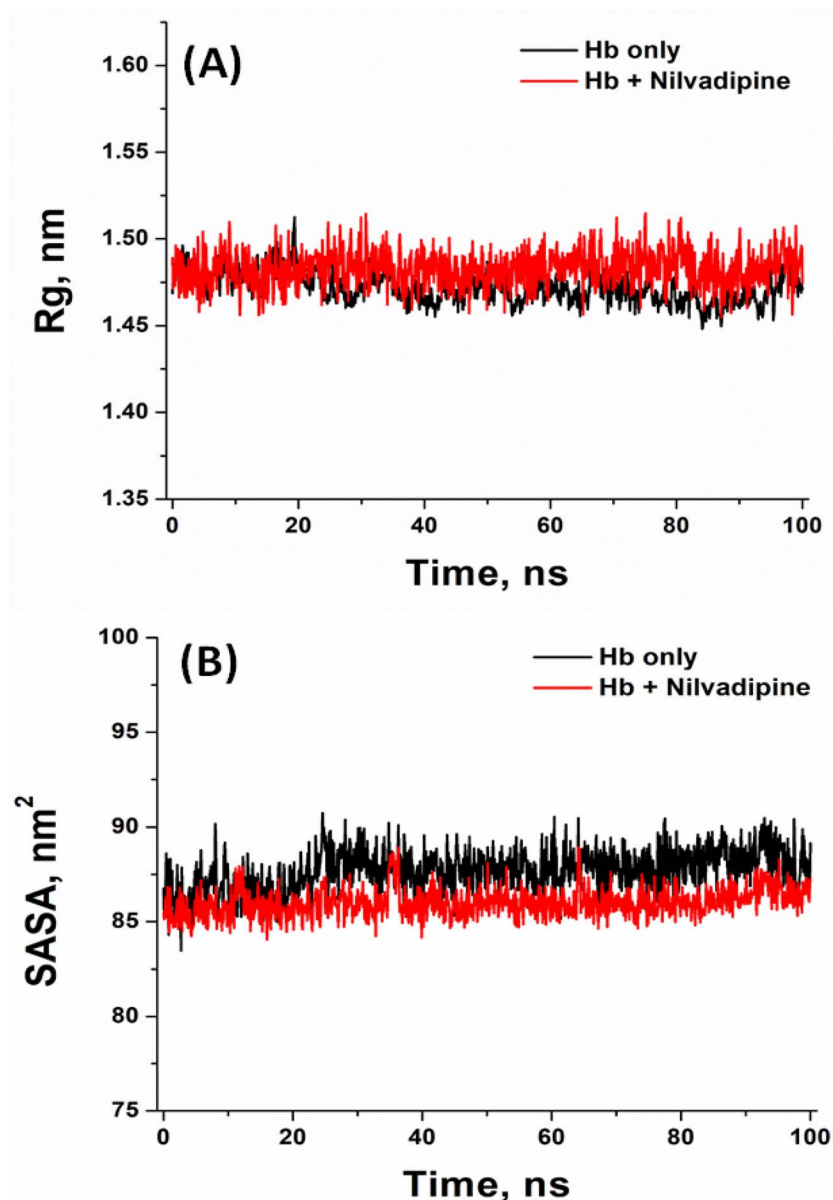 (A)
Hb only
Hb + Nilvadipine
1.60
1.55
1.50
1.45
1.40
1.35
Rg, nm
0 20 40 60 80 100
Time, ns
(B)
Hb only
Hb + Nilvadipine
100
95
90
85
80
75
SASA, nm²
0 20 40 60 80 100
Time, ns